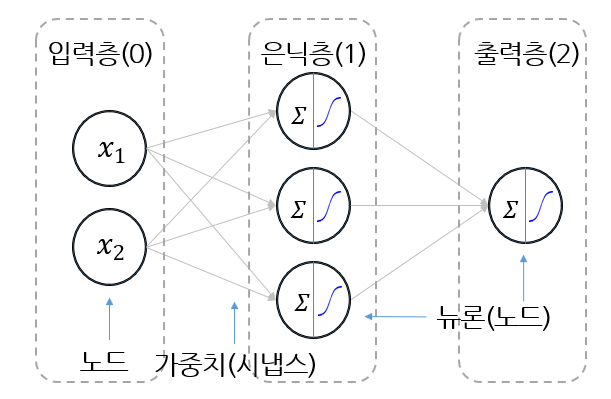 입력층(0)
은닉층(1)
출력층(2)
x₁
x₂
Σ
Σ
Σ
Σ
노드
가중치(시냅스)
뉴론(노드)